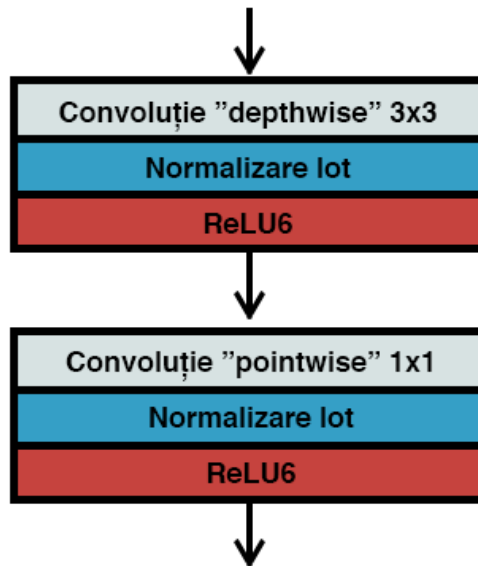 Convoluție ”depthwise” 3x3
Normalizare lot
ReLU6
Convoluție ”pointwise” 1x1
Normalizare lot
ReLU6